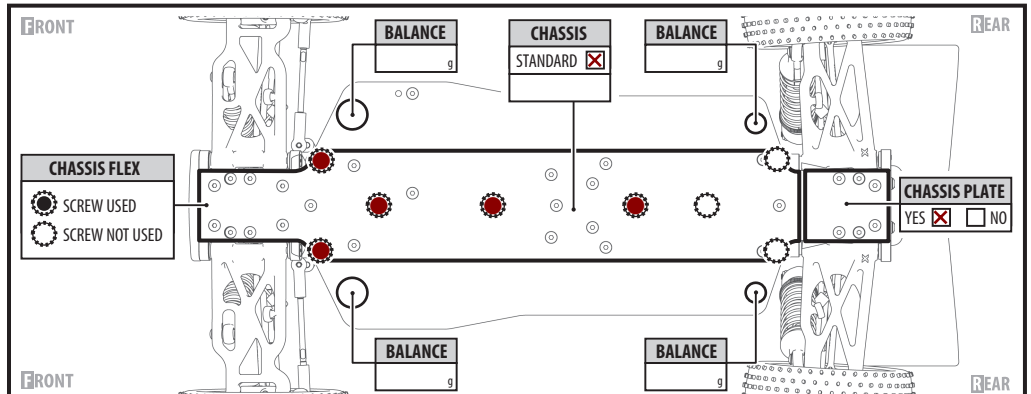 FRONT
BALANCE
g
CHASSIS
STANDARD
BALANCE
g
REAR
CHASSIS FLEX
SCREW USED
SCREW NOT USED
CHASSIS PLATE
YES NO
FRONT
BALANCE
g
BALANCE
g
REAR